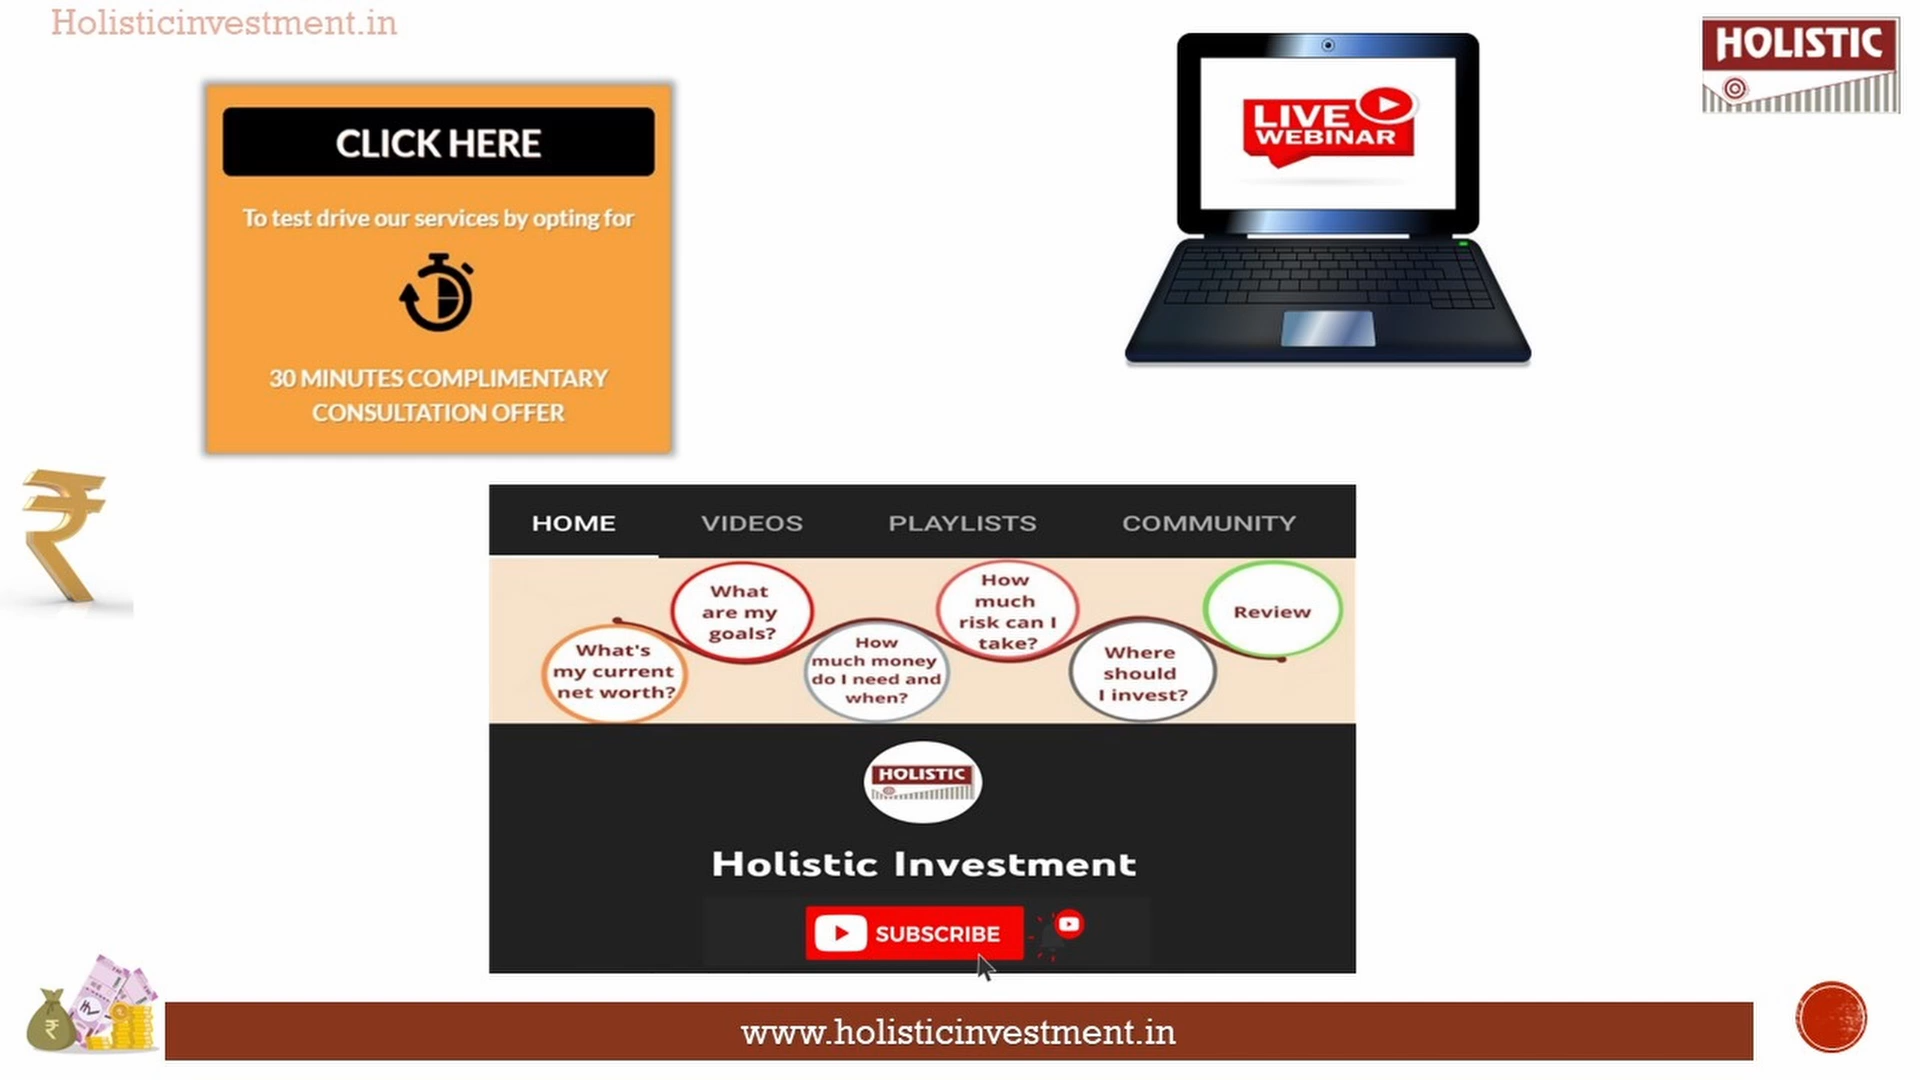 Holisticinvestment.in
HOLISTIC
CLICK HERE
To test drive our services by opting for
30 MINUTES COMPLIMENTARY
CONSULTATION OFFER
LIVE
WEBINAR
HOME VIDEOS PLAYLISTS COMMUNITY
What's
my current
net worth?
What
are my
goals?
How
much money
do I need and
when?
How
much
risk can I
take?
Where
should
I invest?
Review
HOLISTIC
Holistic Investment
SUBSCRIBE
www.holisticinvestment.in